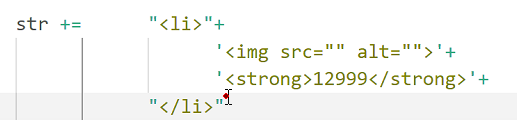 str += "<li>"+
'<img src="" alt="">'+
'<strong>12999</strong>'+
"</li>"